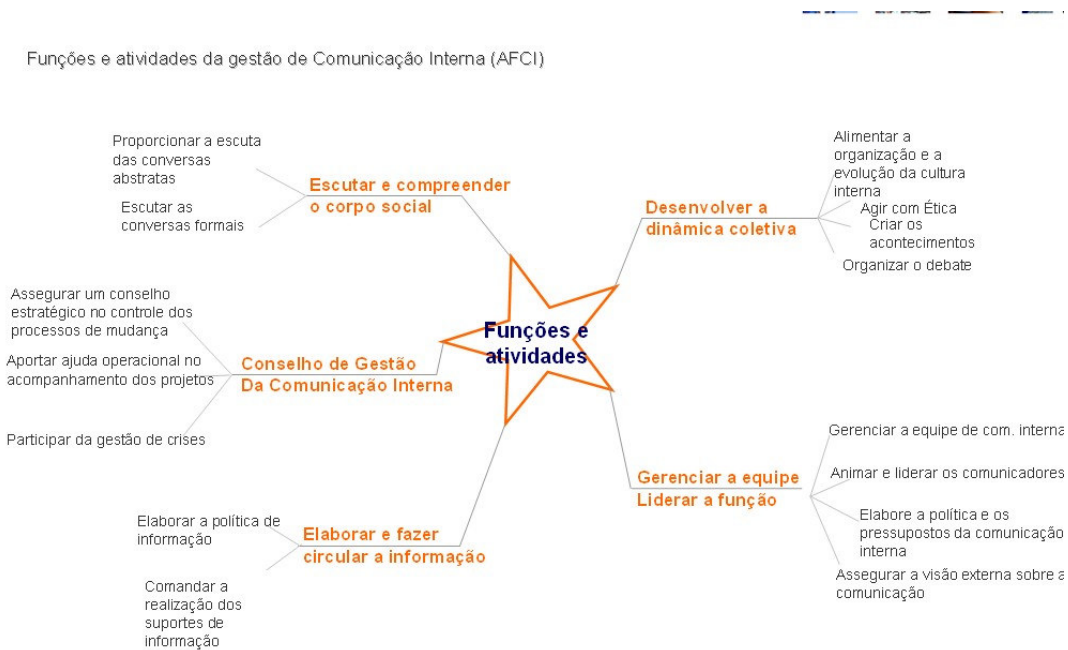 Funções e atividades da gestão de Comunicação Interna (AFCI)
Proporcionar a escuta
das conversas
abstratas
Escutar as
conversas formais
Escutar e compreender
o corpo social
Desenvolver a
dinâmica coletiva
Alimentar a
organização e a
evolução da cultura
interna
Agir com Ética
Criar os
acontecimentos
Organizar o debate
Funções e
atividades
Assegurar um conselho
estratégico no controle dos
processos de mudança
Aportar ajuda operacional no
acompanhamento dos projetos
Participar da gestão de crises
Conselho de Gestão
Da Comunicação Interna
Gerenciar a equipe
Liderar a função
Gerenciar a equipe de com. interna
Animar e liderar os comunicadores
Elabore a política e os
pressupostos da comunicação
interna
Assegurar a visão externa sobre a
comunicação
Elaborar a política de
informação
Comandar a
realização dos
suportes de
informação
Elaborar e fazer
circular a informação